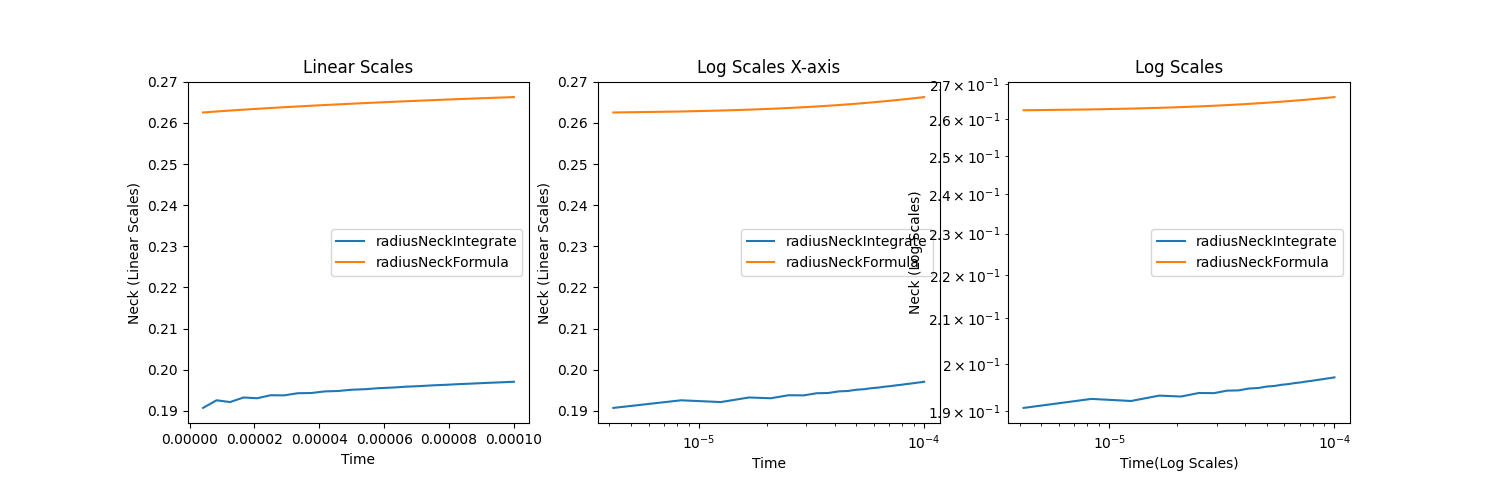 Linear Scales
Neck (Linear Scales)
0.27
0.26
0.25
0.24
0.23
0.22
0.21
0.20
0.19
radiusNeckIntegrate
radiusNeckFormula
0.00000 0.00002 0.00004 0.00006 0.00008 0.00010
Time
Log Scales X-axis
Neck (Linear Scales)
0.27
0.26
0.25
0.24
0.23
0.22
0.21
0.20
0.19
radiusNeckIntegrate
radiusNeckFormula
10⁻⁵ 10⁻⁴
Time
Log Scales
Neck (Log Scales)
2.7 × 10⁻¹
2.6 × 10⁻¹
2.5 × 10⁻¹
2.4 × 10⁻¹
2.3 × 10⁻¹
2.2 × 10⁻¹
2.1 × 10⁻¹
2 × 10⁻¹
1.9 × 10⁻¹
radiusNeckIntegrate
radiusNeckFormula
10⁻⁵ 10⁻⁴
Time(Log Scales)